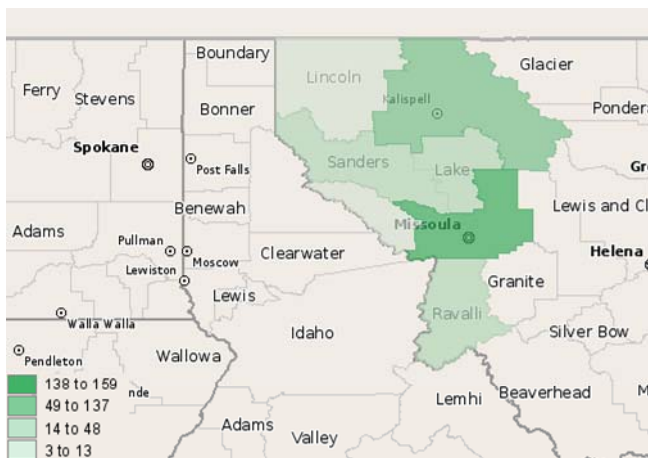 Boundary
Glacier
Lincoln
Ferry
Stevens
Bonner
Kalispell
Pondera
Spokane
Post Falls
Sanders
Lake
Benewah
Lewis and Cl
Adams
Missoula
Pullman
Moscow
Clearwater
Helena
Lewiston
Lewis
Granite
Walla Walla
Idaho
Ravalli
Silver Bow
Pendleton
Wallowa
138 to 159
49 to 137
nde
Lemhi
Beaverhead
14 to 48
Adams
Valley
3 to 13